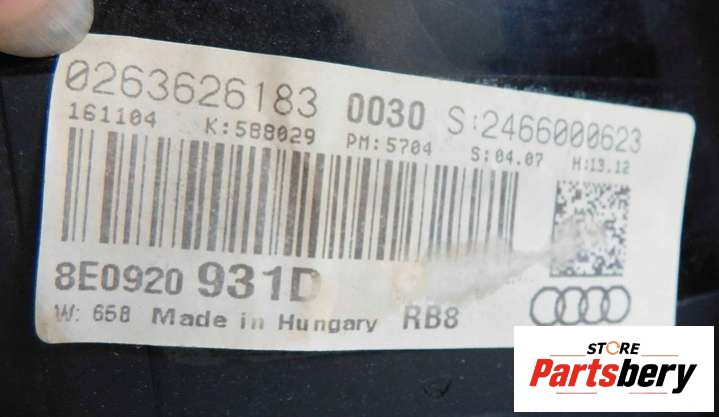 0263626183 0030 S:2466000623
161104 K:588029 PM:5704 S:04.07 H:13.12
8E0920 931D
W: 658 Made in Hungary RB8
STORE
Partsbery